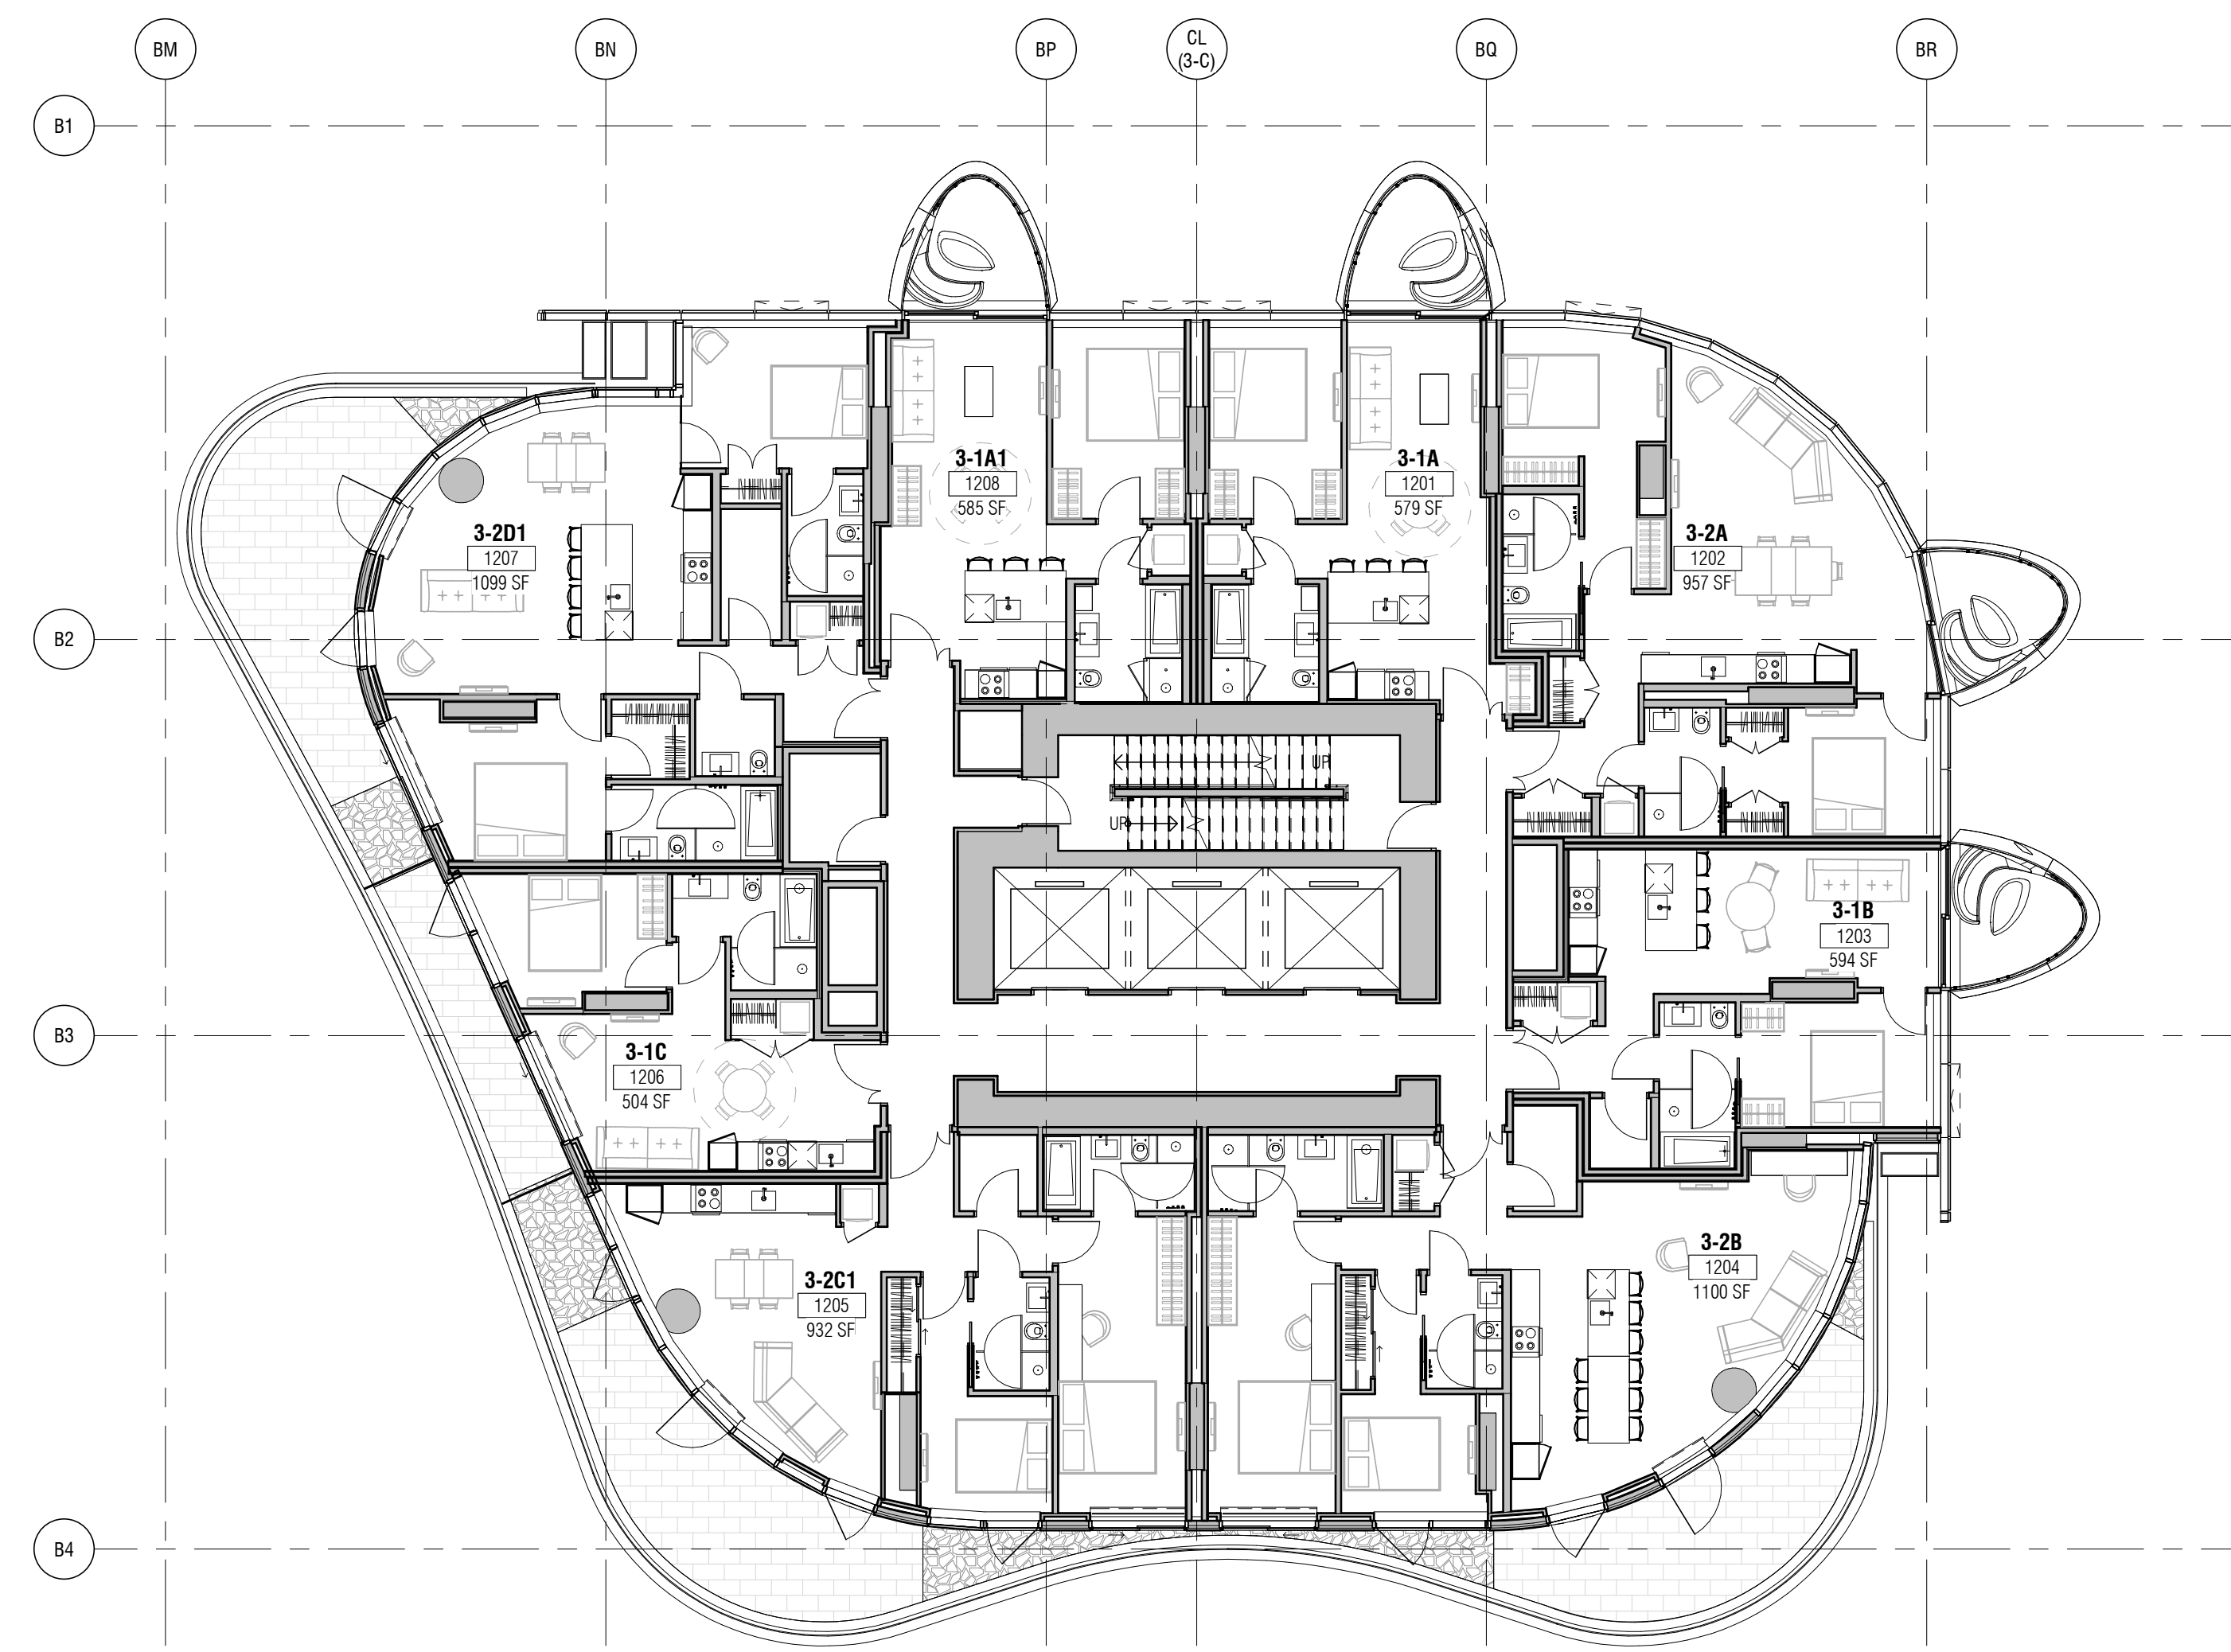 BM
BN
BP
CL
(3-C)
BQ
BR
B1
3-1A1
1208
585 SF
3-1A
1201
579 SF
3-2D1
1207
1099 SF
3-2A
1202
957 SF
B2
UP
UP
3-1B
1203
594 SF
B3
3-1C
1206
504 SF
3-2B
1204
1100 SF
3-2C1
1205
932 SF
B4